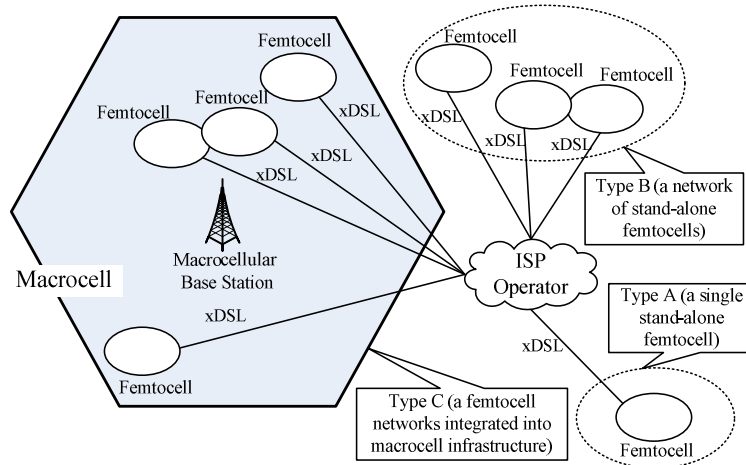 Femtocell
Femtocell
Femtocell
xDSL
xDSL
xDSL
Macrocellular
Base Station
Macrocell
xDSL
Femtocell
Femtocell
Femtocell
Femtocell
xDSL
xDSL
xDSL
Type B (a network
of stand-alone
femtocells)
ISP
Operator
Type A (a single
stand-alone
femtocell)
xDSL
Femtocell
Type C (a femtocell
networks integrated into
macrocell infrastructure)